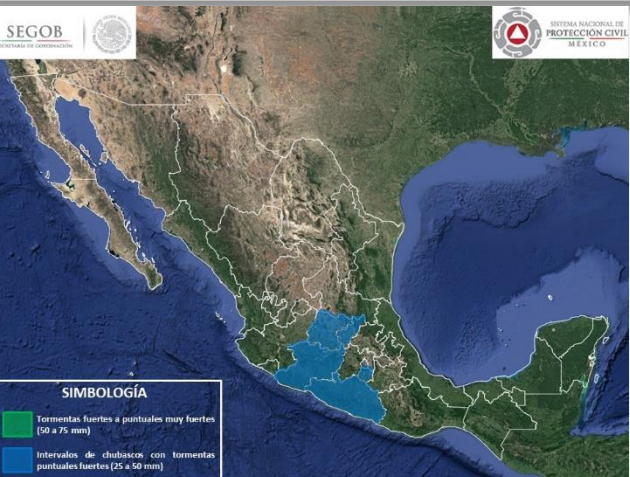 SEGOB
SECRETARÍA DE GOBERNACIÓN
SISTEMA NACIONAL DE
PROTECCIÓN CIVIL
MÉXICO
SIMBOLOGÍA
Tormentas fuertes a puntuales muy fuertes
(50 a 75 mm)
Intervalos de chubascos con tormentas
puntuales fuertes (25 a 50 mm)